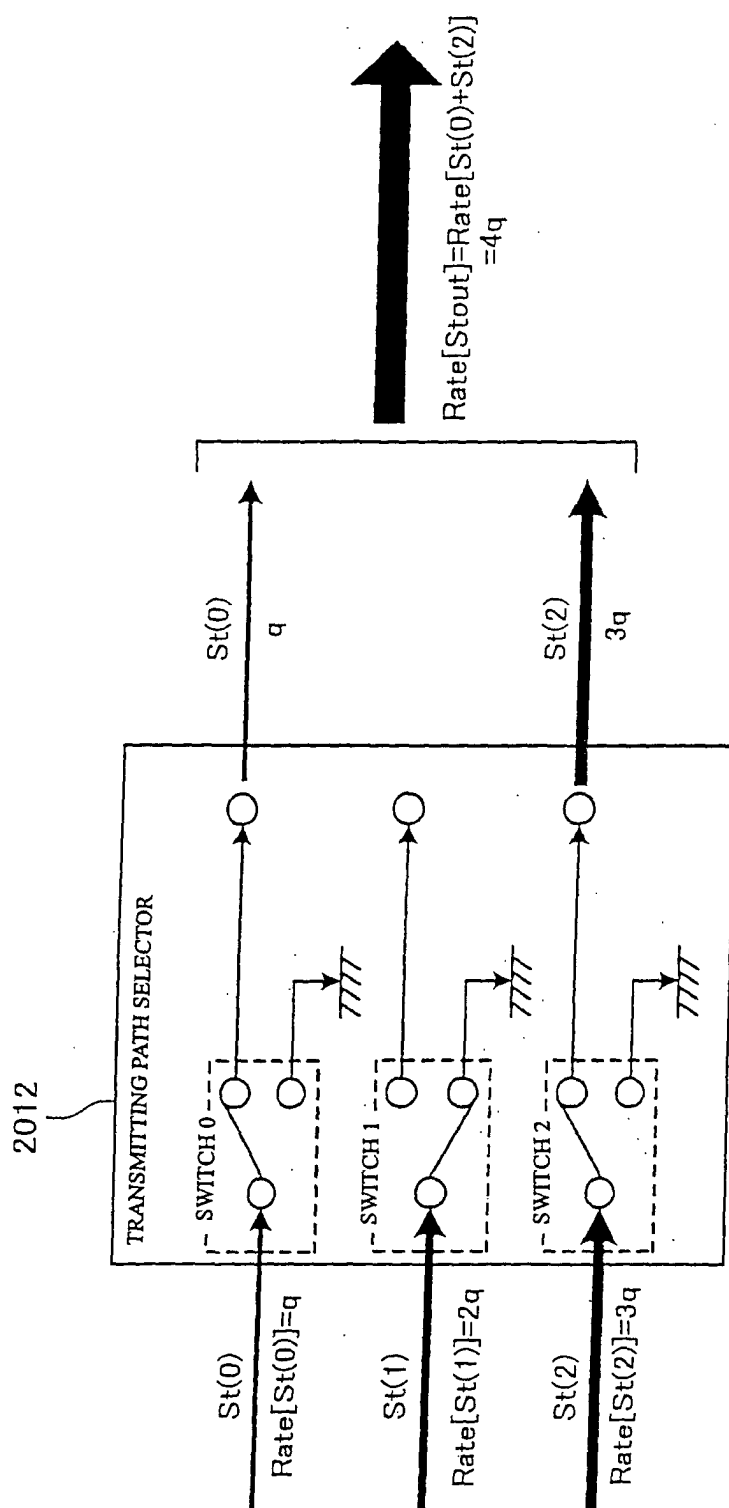 2012
TRANSMITTING PATH SELECTOR
St(0)
Rate[St(0)]=q
SWITCH 0
St(0)
q
St(1)
Rate[St(1)]=2q
SWITCH 1
St(2)
Rate[St(2)]=3q
SWITCH 2
St(2)
3q
Rate[Stout]=Rate[St(0)+St(2)]
=4q